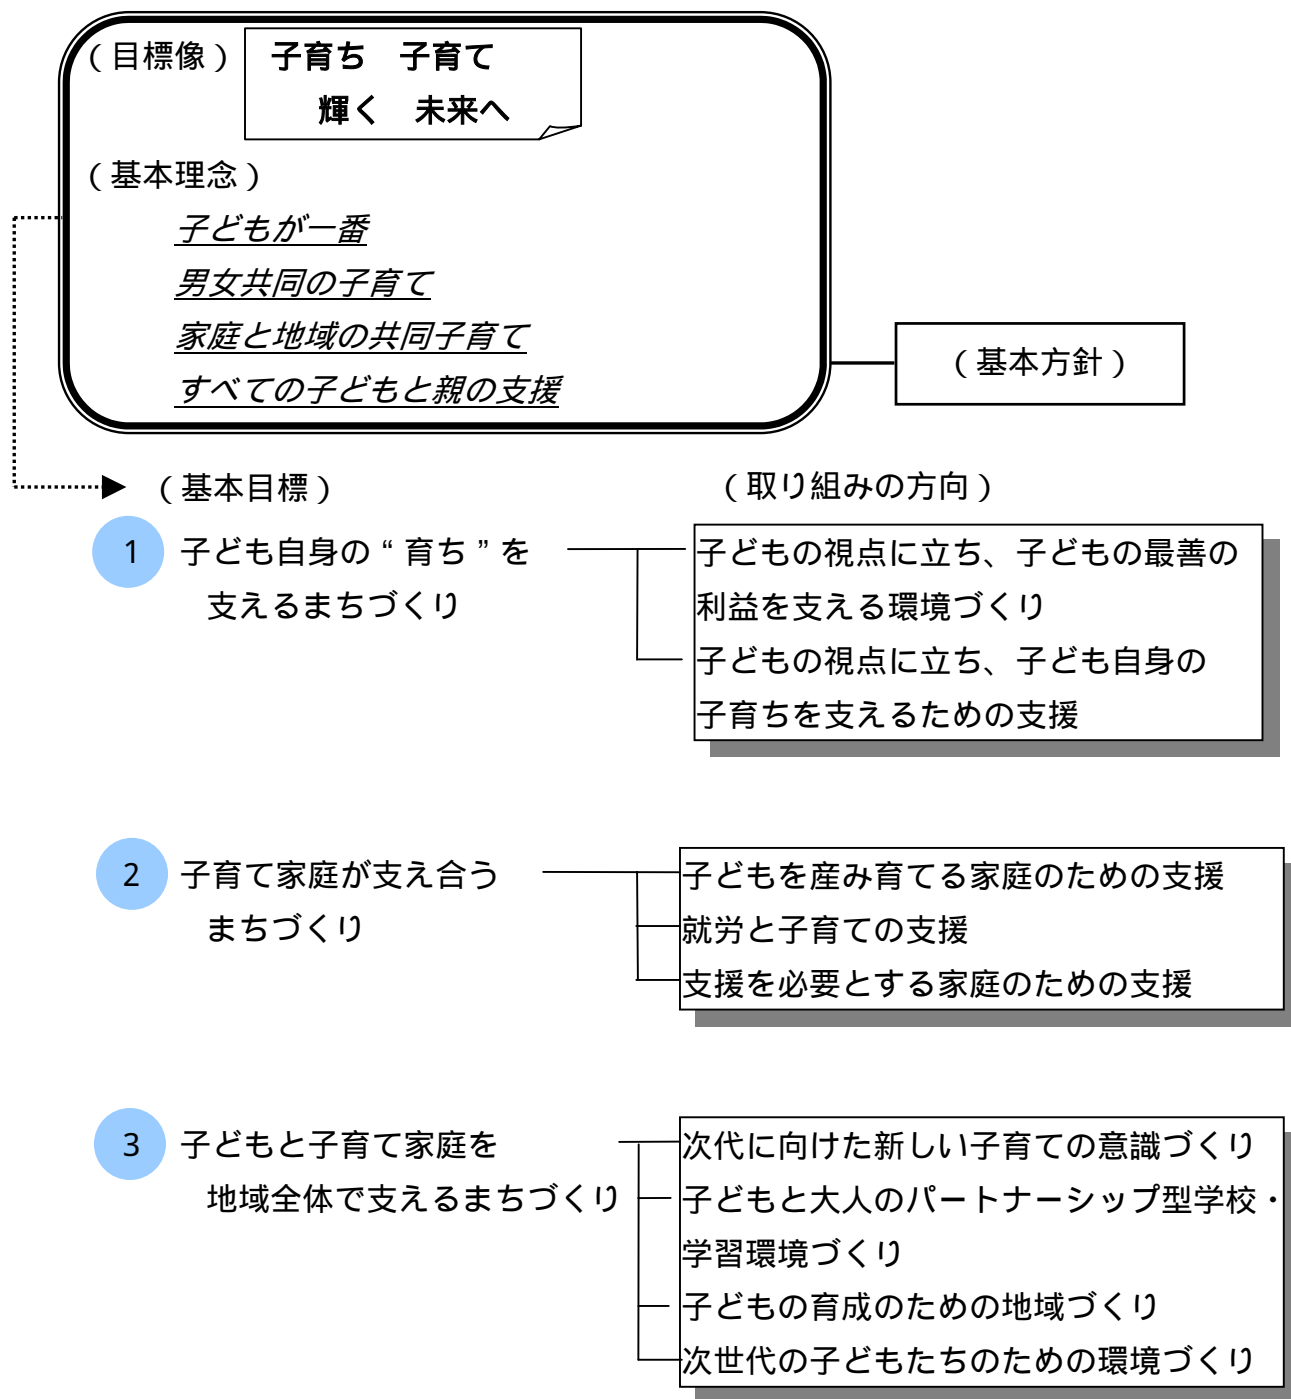 （目標像）
子育ち　子育て
輝く　未来へ
（基本理念）
子どもが一番
男女共同の子育て
家庭と地域の共同子育て
すべての子どもと親の支援
（基本方針）
（基本目標）
（取り組みの方向）
1 子ども自身の“育ち”を
支えるまちづくり
子どもの視点に立ち、子どもの最善の
利益を支える環境づくり
子どもの視点に立ち、子ども自身の
子育ちを支えるための支援
2 子育て家庭が支え合う
まちづくり
子どもを産み育てる家庭のための支援
就労と子育ての支援
支援を必要とする家庭のための支援
3 子どもと子育て家庭を
地域全体で支えるまちづくり
次代に向けた新しい子育ての意識づくり
子どもと大人のパートナーシップ型学校・
学習環境づくり
子どもの育成のための地域づくり
次世代の子どもたちのための環境づくり